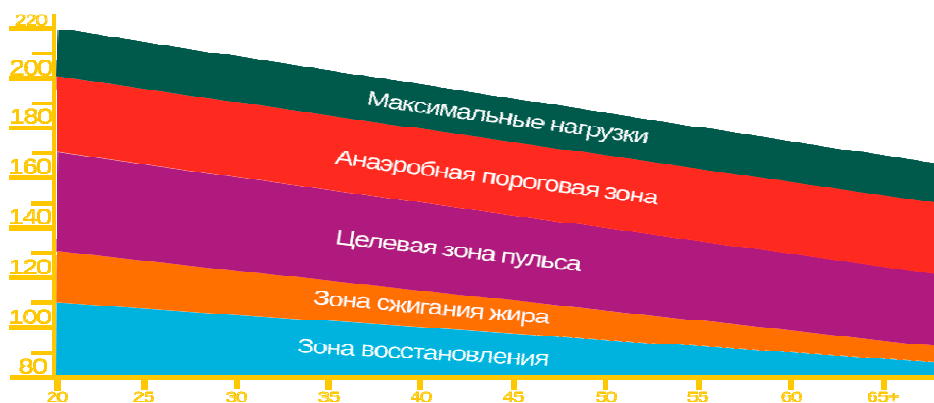 220
200
180
160
140
120
100
80
Максимальные нагрузки
Анаэробная пороговая зона
Целевая зона пульса
Зона сжигания жира
Зона восстановления
20 25 30 35 40 45 50 55 60 65+